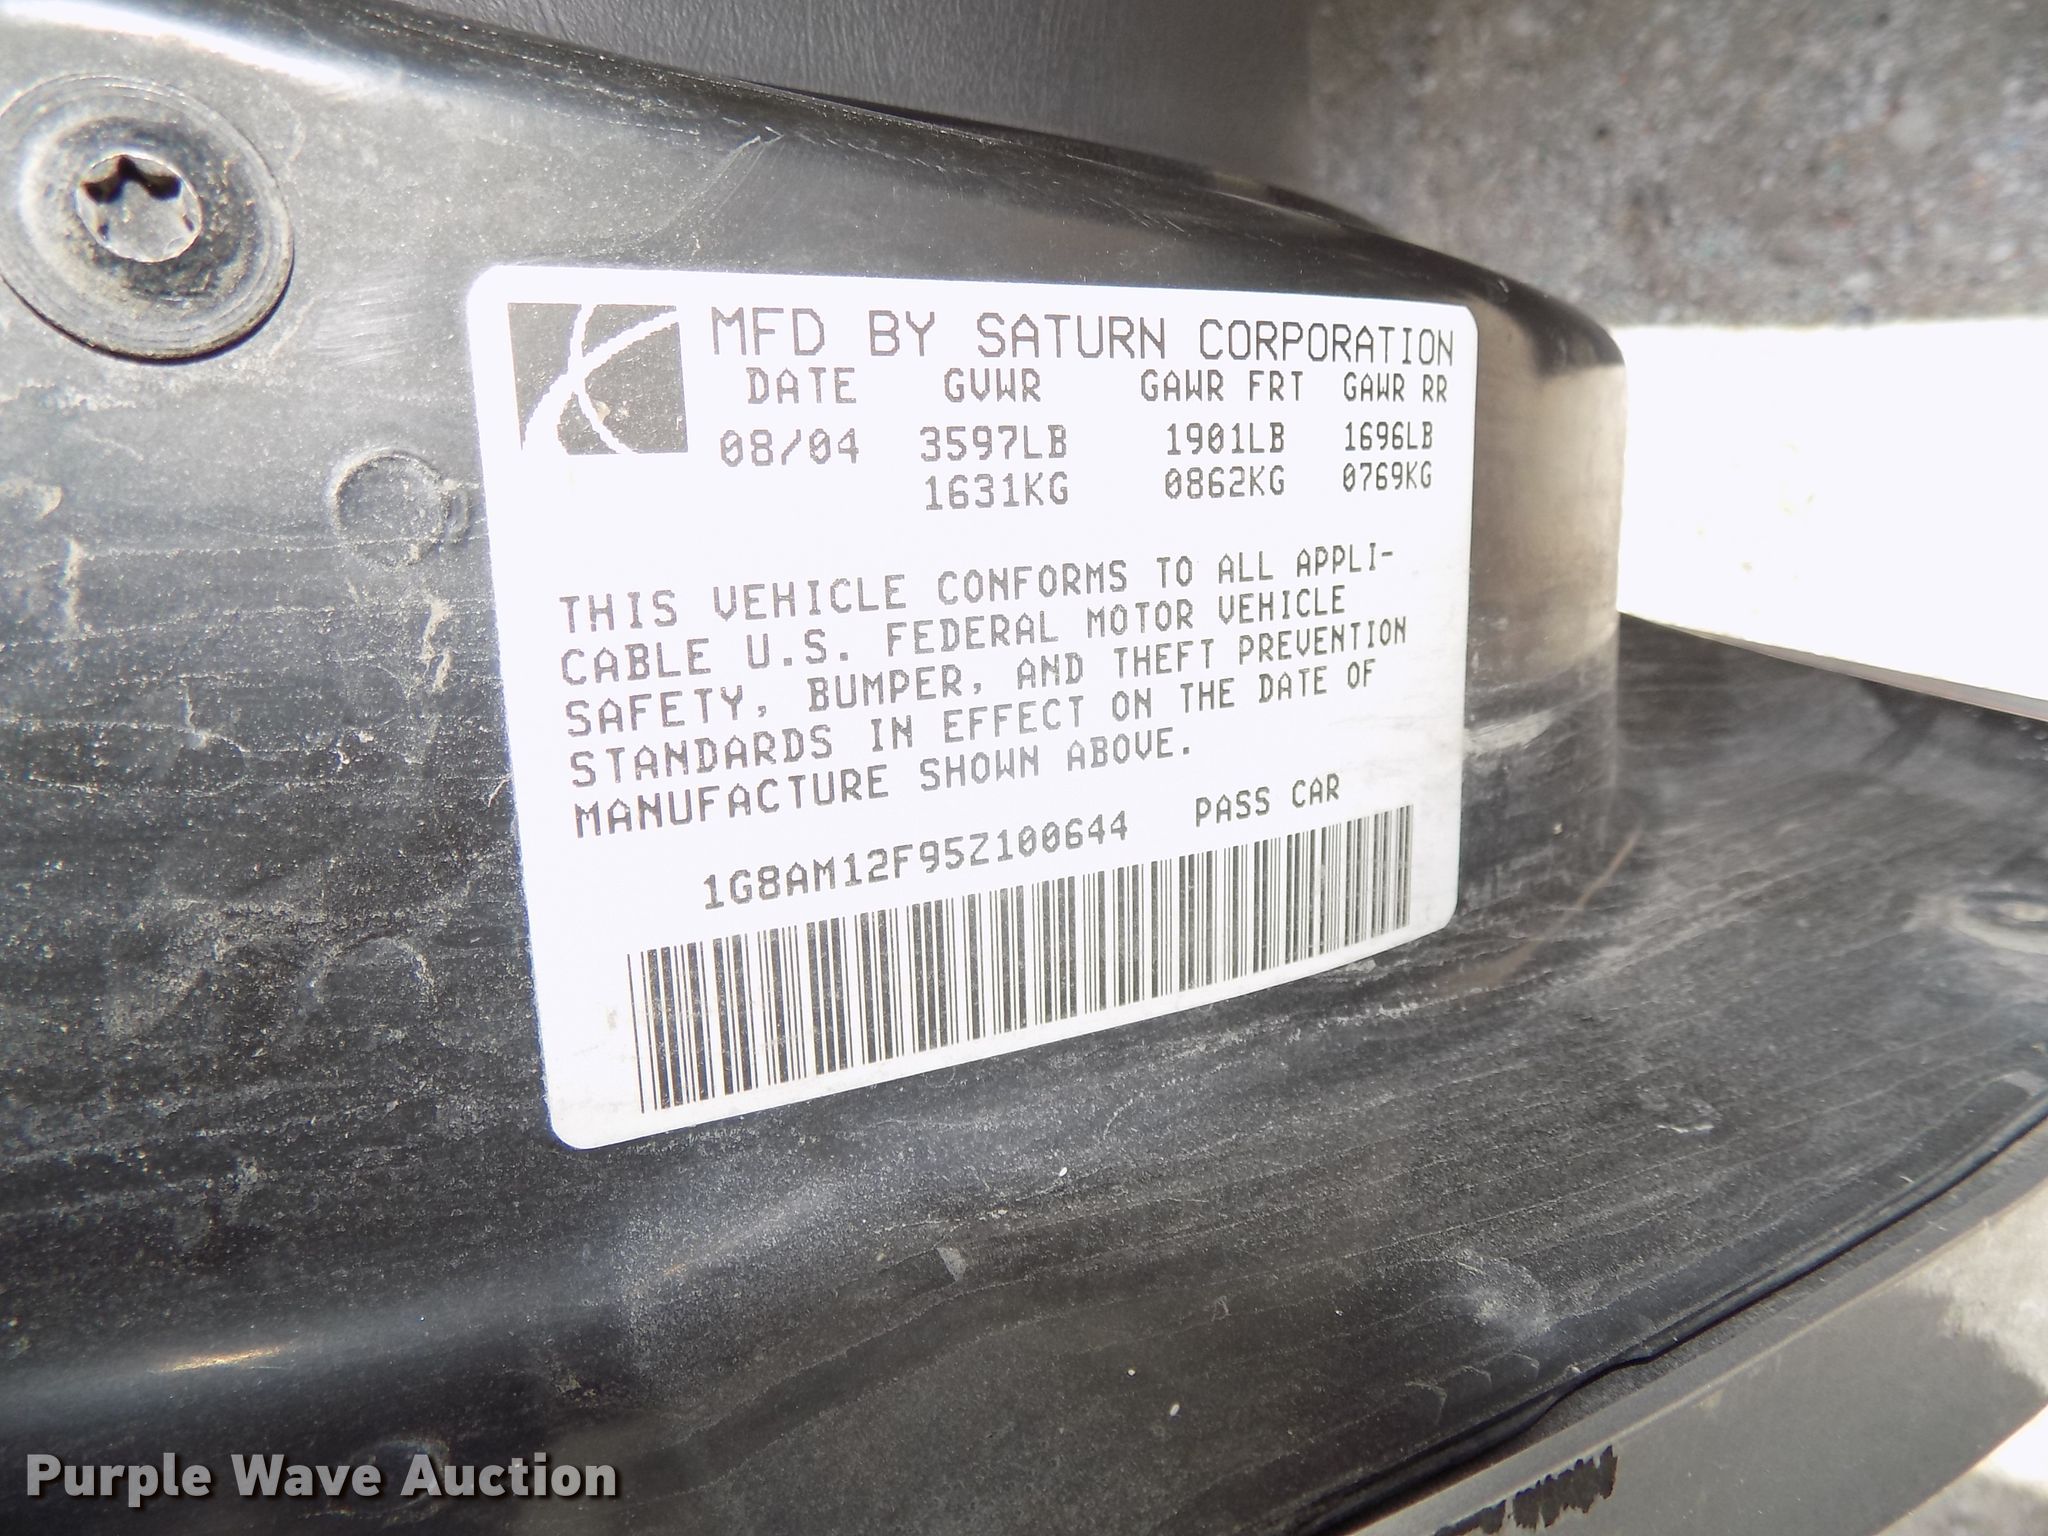 MFD BY SATURN CORPORATION
DATE GVWR GAWR FRT GAWR RR
08/04 3597LB 1901LB 1696LB
1631KG 0862KG 0769KG
THIS VEHICLE CONFORMS TO ALL APPLI-
CABLE U.S. FEDERAL MOTOR VEHICLE
SAFETY, BUMPER, AND THEFT PREVENTION
STANDARDS IN EFFECT ON THE DATE OF
MANUFACTURE SHOWN ABOVE.
1G8AM12F95Z100644 PASS CAR
Purple Wave Auction